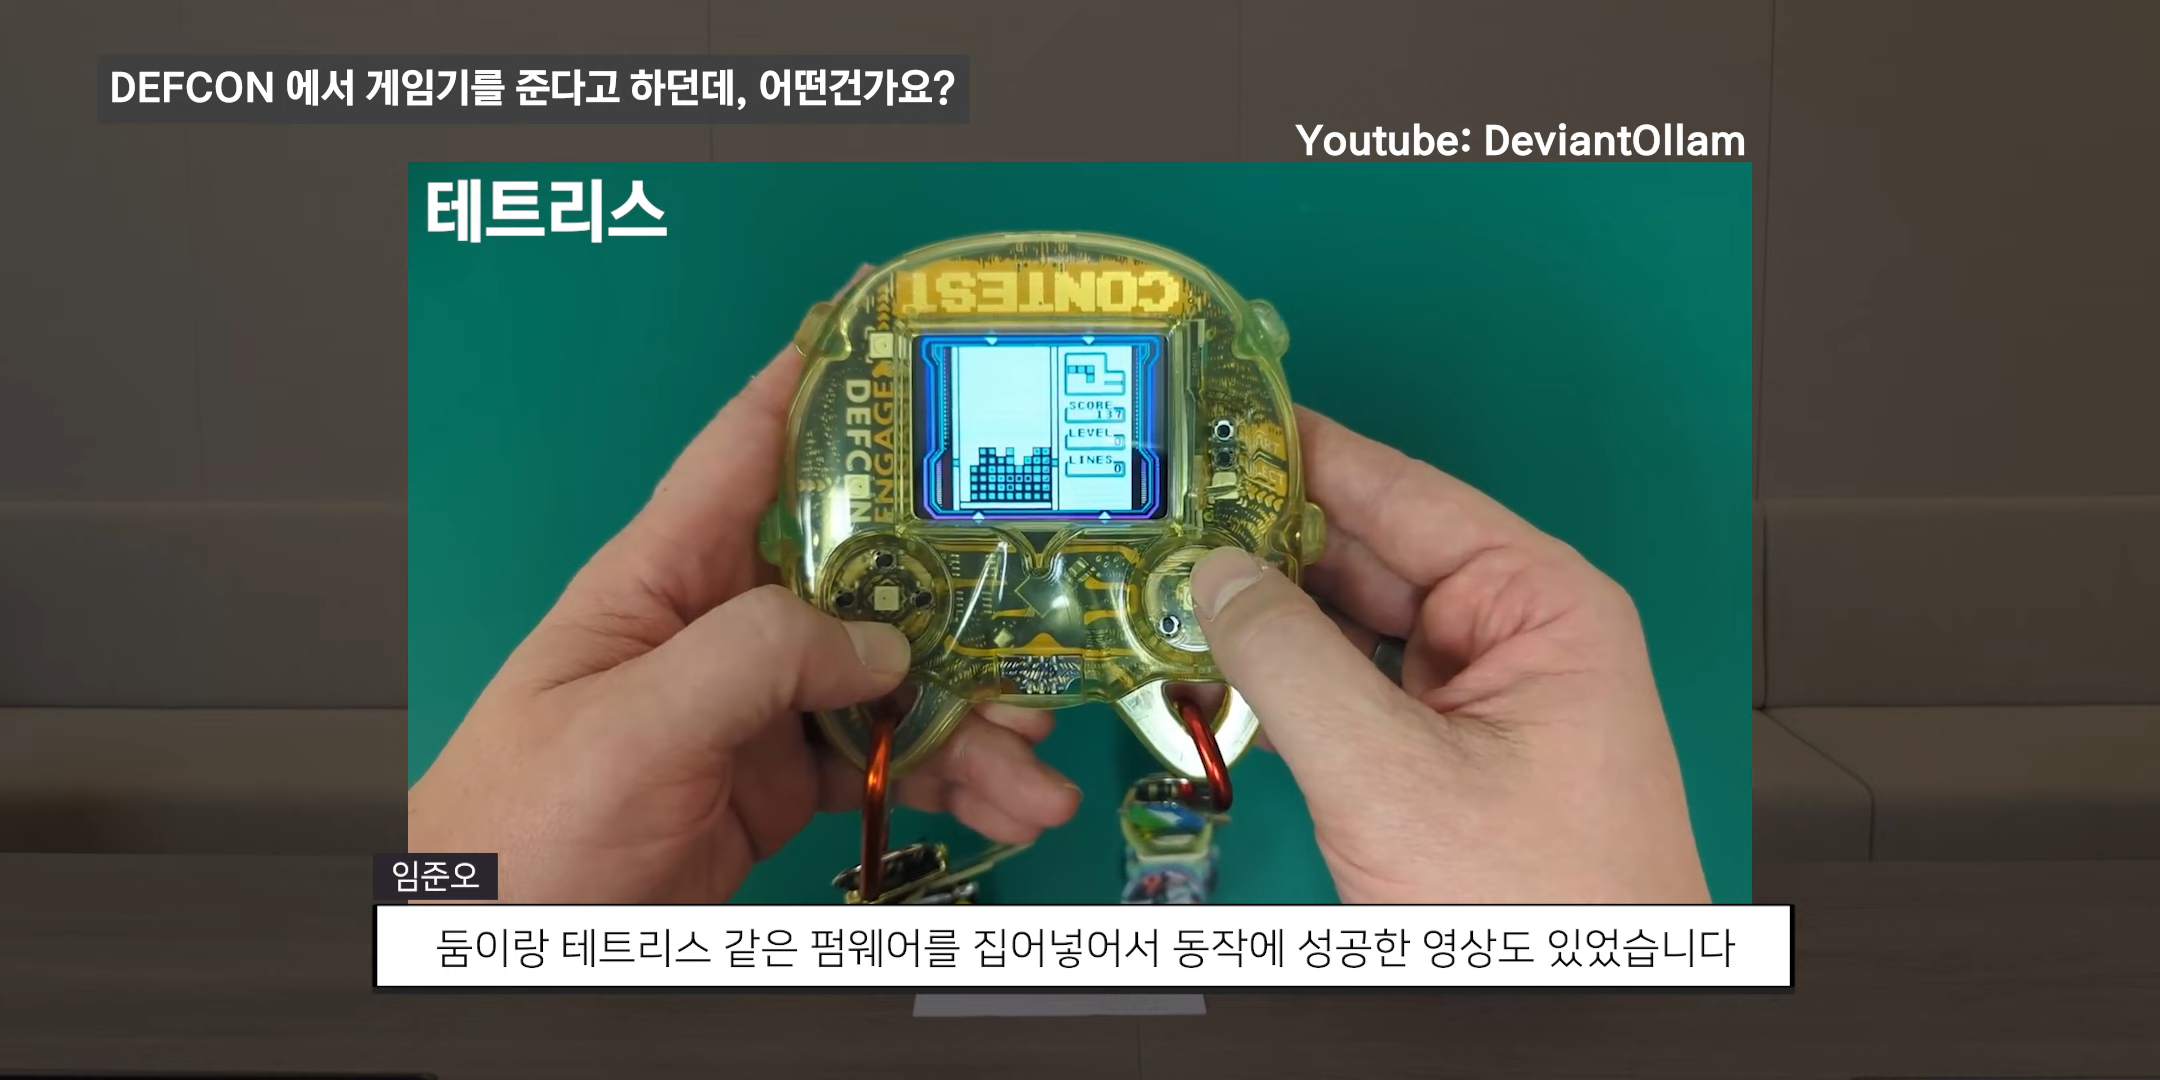 DEFCON 에서 게임기를 준다고 하던데, 어떤건가요?
Youtube: DeviantOllam
테트리스
CONTEST
DEFCON
ENGAGE
SCORE
137
LEVEL
0
LINES
0
임준오
둠이랑 테트리스 같은 펌웨어를 집어넣어서 동작에 성공한 영상도 있었습니다